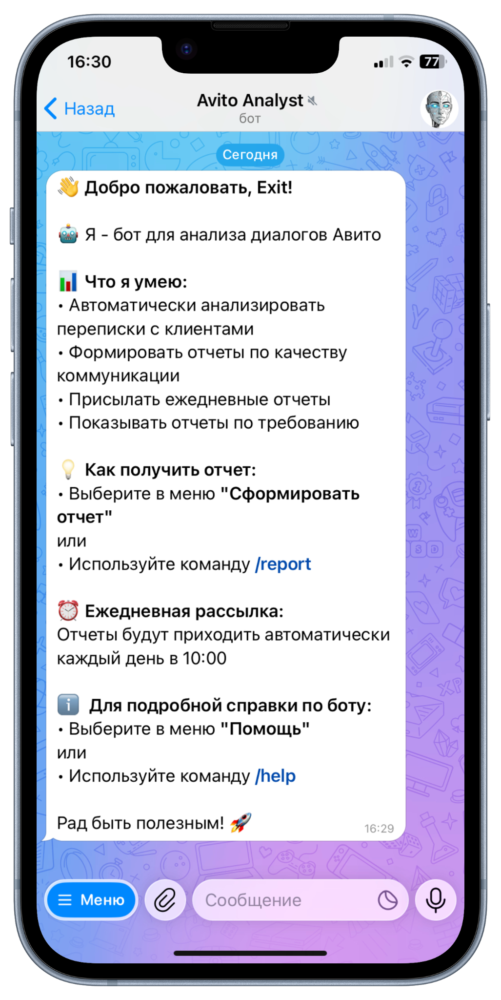 16:30
77
Назад
Avito Analyst
бот
Сегодня
👋 Добро пожаловать, Exit!
🤖 Я - бот для анализа диалогов Авито
📊 Что я умею:
• Автоматически анализировать
переписки с клиентами
• Формировать отчеты по качеству
коммуникации
• Присылать ежедневные отчеты
• Показывать отчеты по требованию
💡 Как получить отчет:
• Выберите в меню "Сформировать
отчет"
или
• Используйте команду /report
⏰ Ежедневная рассылка:
Отчеты будут приходить автоматически
каждый день в 10:00
ℹ️ Для подробной справки по боту:
• Выберите в меню "Помощь"
или
• Используйте команду /help
Рад быть полезным! 🚀
16:29
Меню
Сообщение